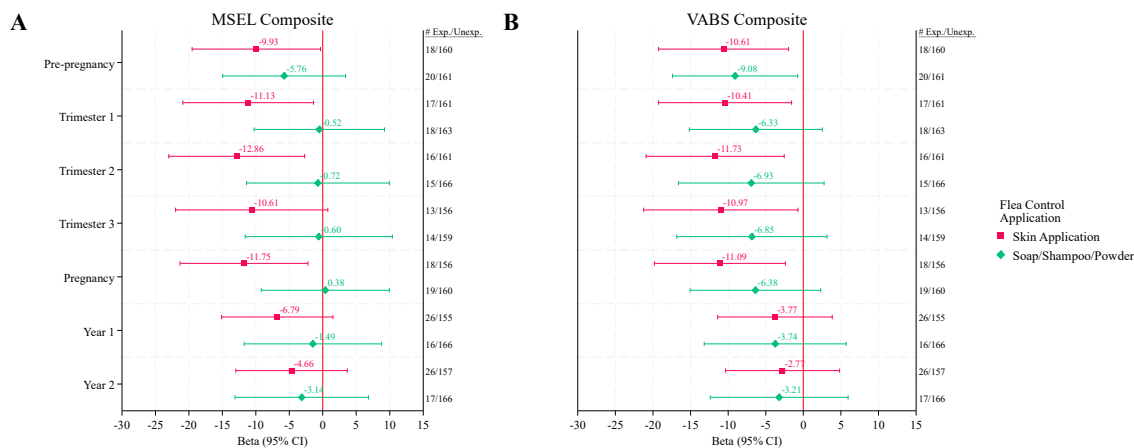 A
MSEL Composite
# Exp./Unexp.
Pre-pregnancy
-9.93
18/160
-5.76
20/161
Trimester 1
-11.13
17/161
-0.52
18/163
Trimester 2
-12.86
16/161
-0.72
15/166
Trimester 3
-10.61
13/156
-0.60
14/159
Pregnancy
-11.75
18/156
0.38
19/160
Year 1
-6.79
26/155
-1.49
16/166
Year 2
-4.66
26/157
-3.14
17/166
-30 -25 -20 -15 -10 -5 0 5 10 15
Beta (95% CI)
B
VABS Composite
# Exp./Unexp.
-10.61
18/160
-9.08
20/161
-10.41
17/161
-6.33
18/163
-11.73
16/161
-6.93
15/166
-10.97
13/156
-6.85
14/159
-11.09
18/156
-6.38
19/160
-3.77
26/155
-3.74
16/166
-2.77
26/157
-3.21
17/166
-30 -25 -20 -15 -10 -5 0 5 10 15
Beta (95% CI)
Flea Control
Application
Skin Application
Soap/Shampoo/Powder